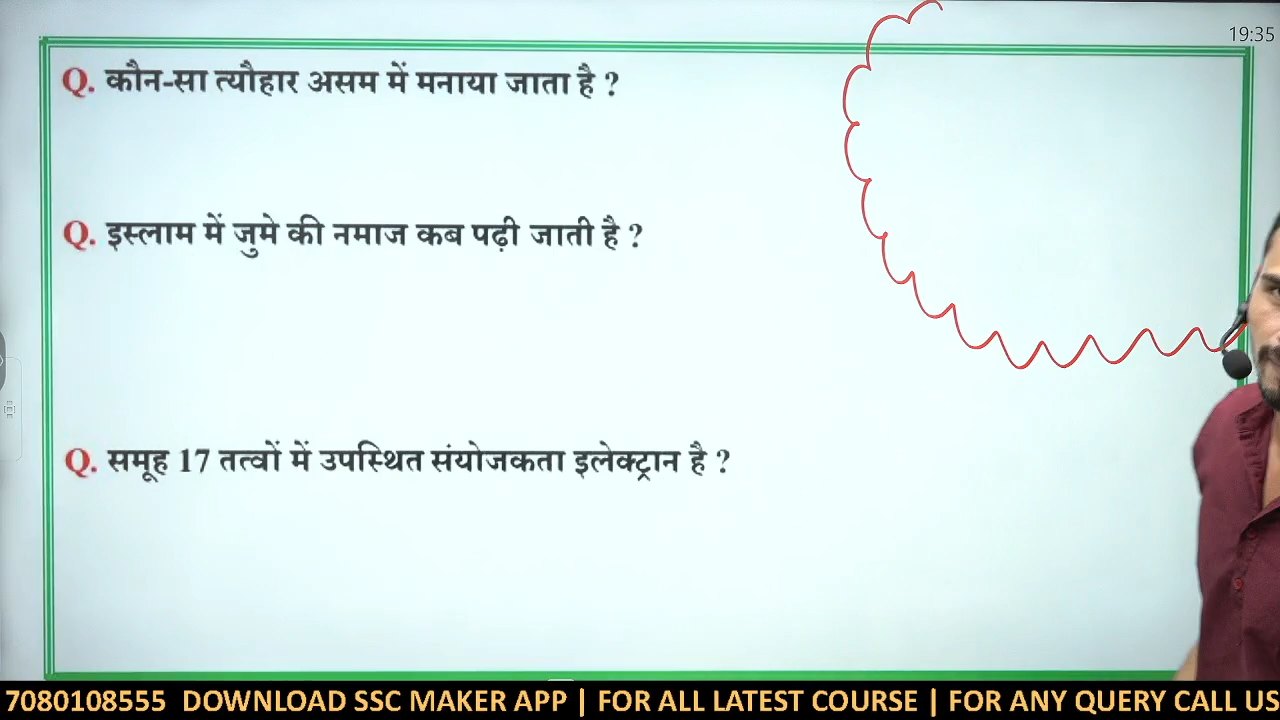 19:35
Q. कौन-सा त्यौहार असम में मनाया जाता है ?
Q. इस्लाम में जुमे की नमाज कब पढ़ी जाती है ?
Q. समूह 17 तत्वों में उपस्थित संयोजकता इलेक्ट्रान है ?
7080108555 DOWNLOAD SSC MAKER APP | FOR ALL LATEST COURSE | FOR ANY QUERY CALL US